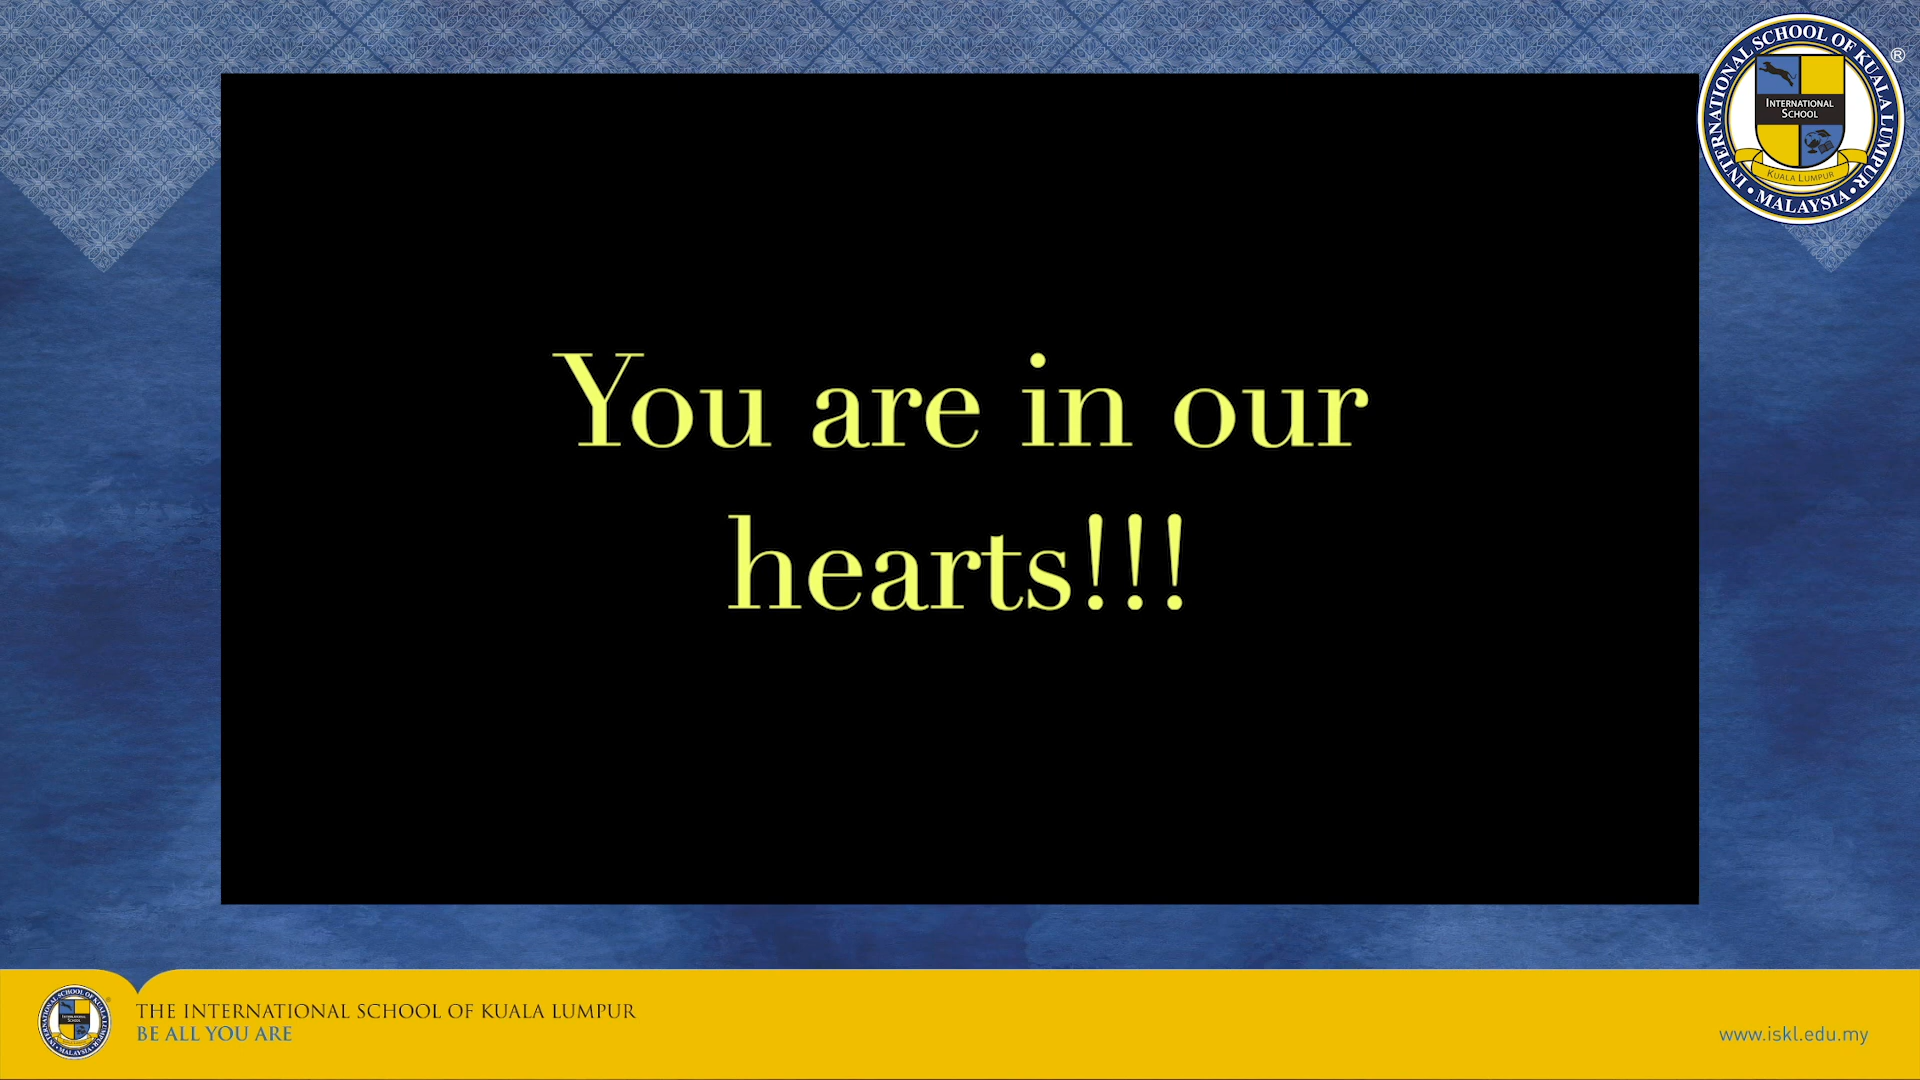 INTERNATIONAL SCHOOL OF KUALA LUMPUR
®
INTERNATIONAL
SCHOOL
KUALA LUMPUR
• MALAYSIA •
You are in our
hearts!!!
THE INTERNATIONAL SCHOOL OF KUALA LUMPUR
BE ALL YOU ARE
www.iskl.edu.my